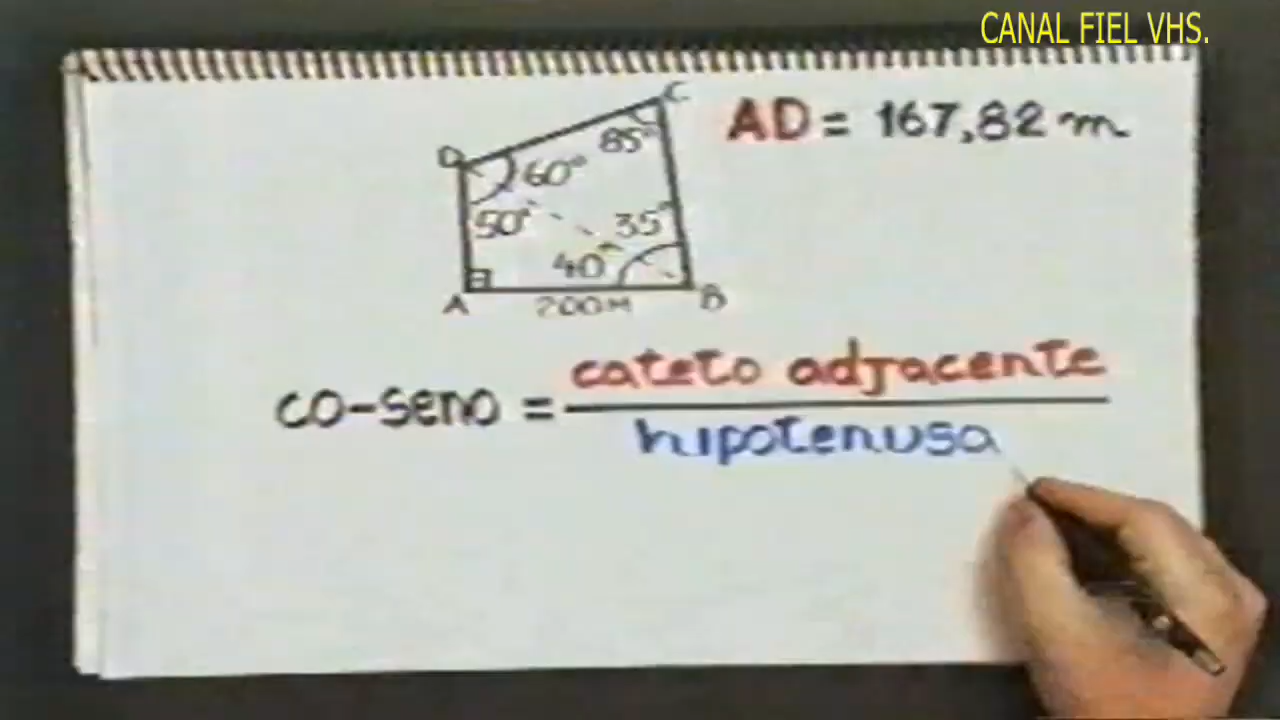 CANAL FIEL VHS.
AD = 167,82 m
D
C
85°
60°
50°
35°
40°
A
200M
B
co-seno = cateto adjacente
hipotenusa